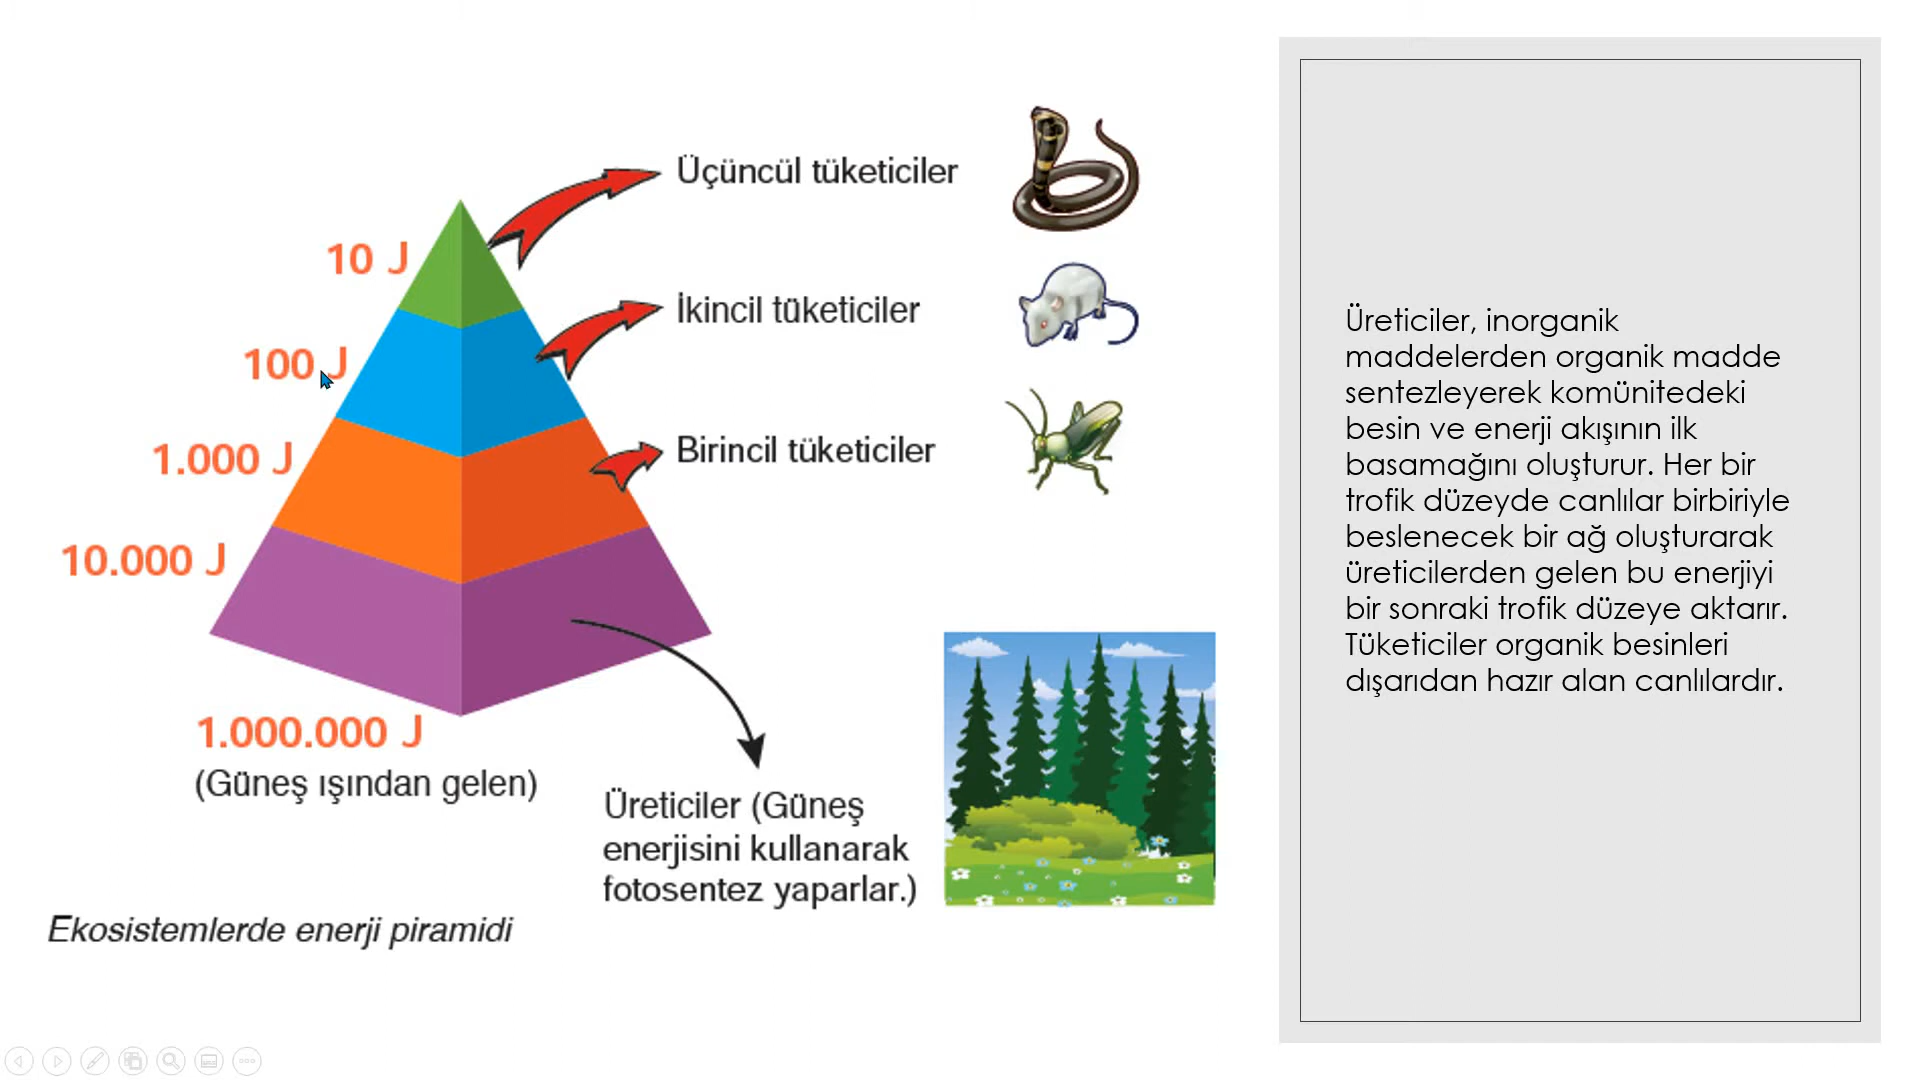 Üçüncül tüketiciler
10 J
İkincil tüketiciler
100 J
Birincil tüketiciler
1.000 J
10.000 J
1.000.000 J
(Güneş ışından gelen)
Üreticiler (Güneş
enerjisini kullanarak
fotosentez yaparlar.)
Ekosistemlerde enerji piramidi
Üreticiler, inorganik
maddelerden organik madde
sentezleyerek komünitedeki
besin ve enerji akışının ilk
basamağını oluşturur. Her bir
trofik düzeyde canlılar birbiriyle
beslenecek bir ağ oluşturarak
üreticilerden gelen bu enerjiyi
bir sonraki trofik düzeye aktarır.
Tüketiciler organik besinleri
dışarıdan hazır alan canlılardır.